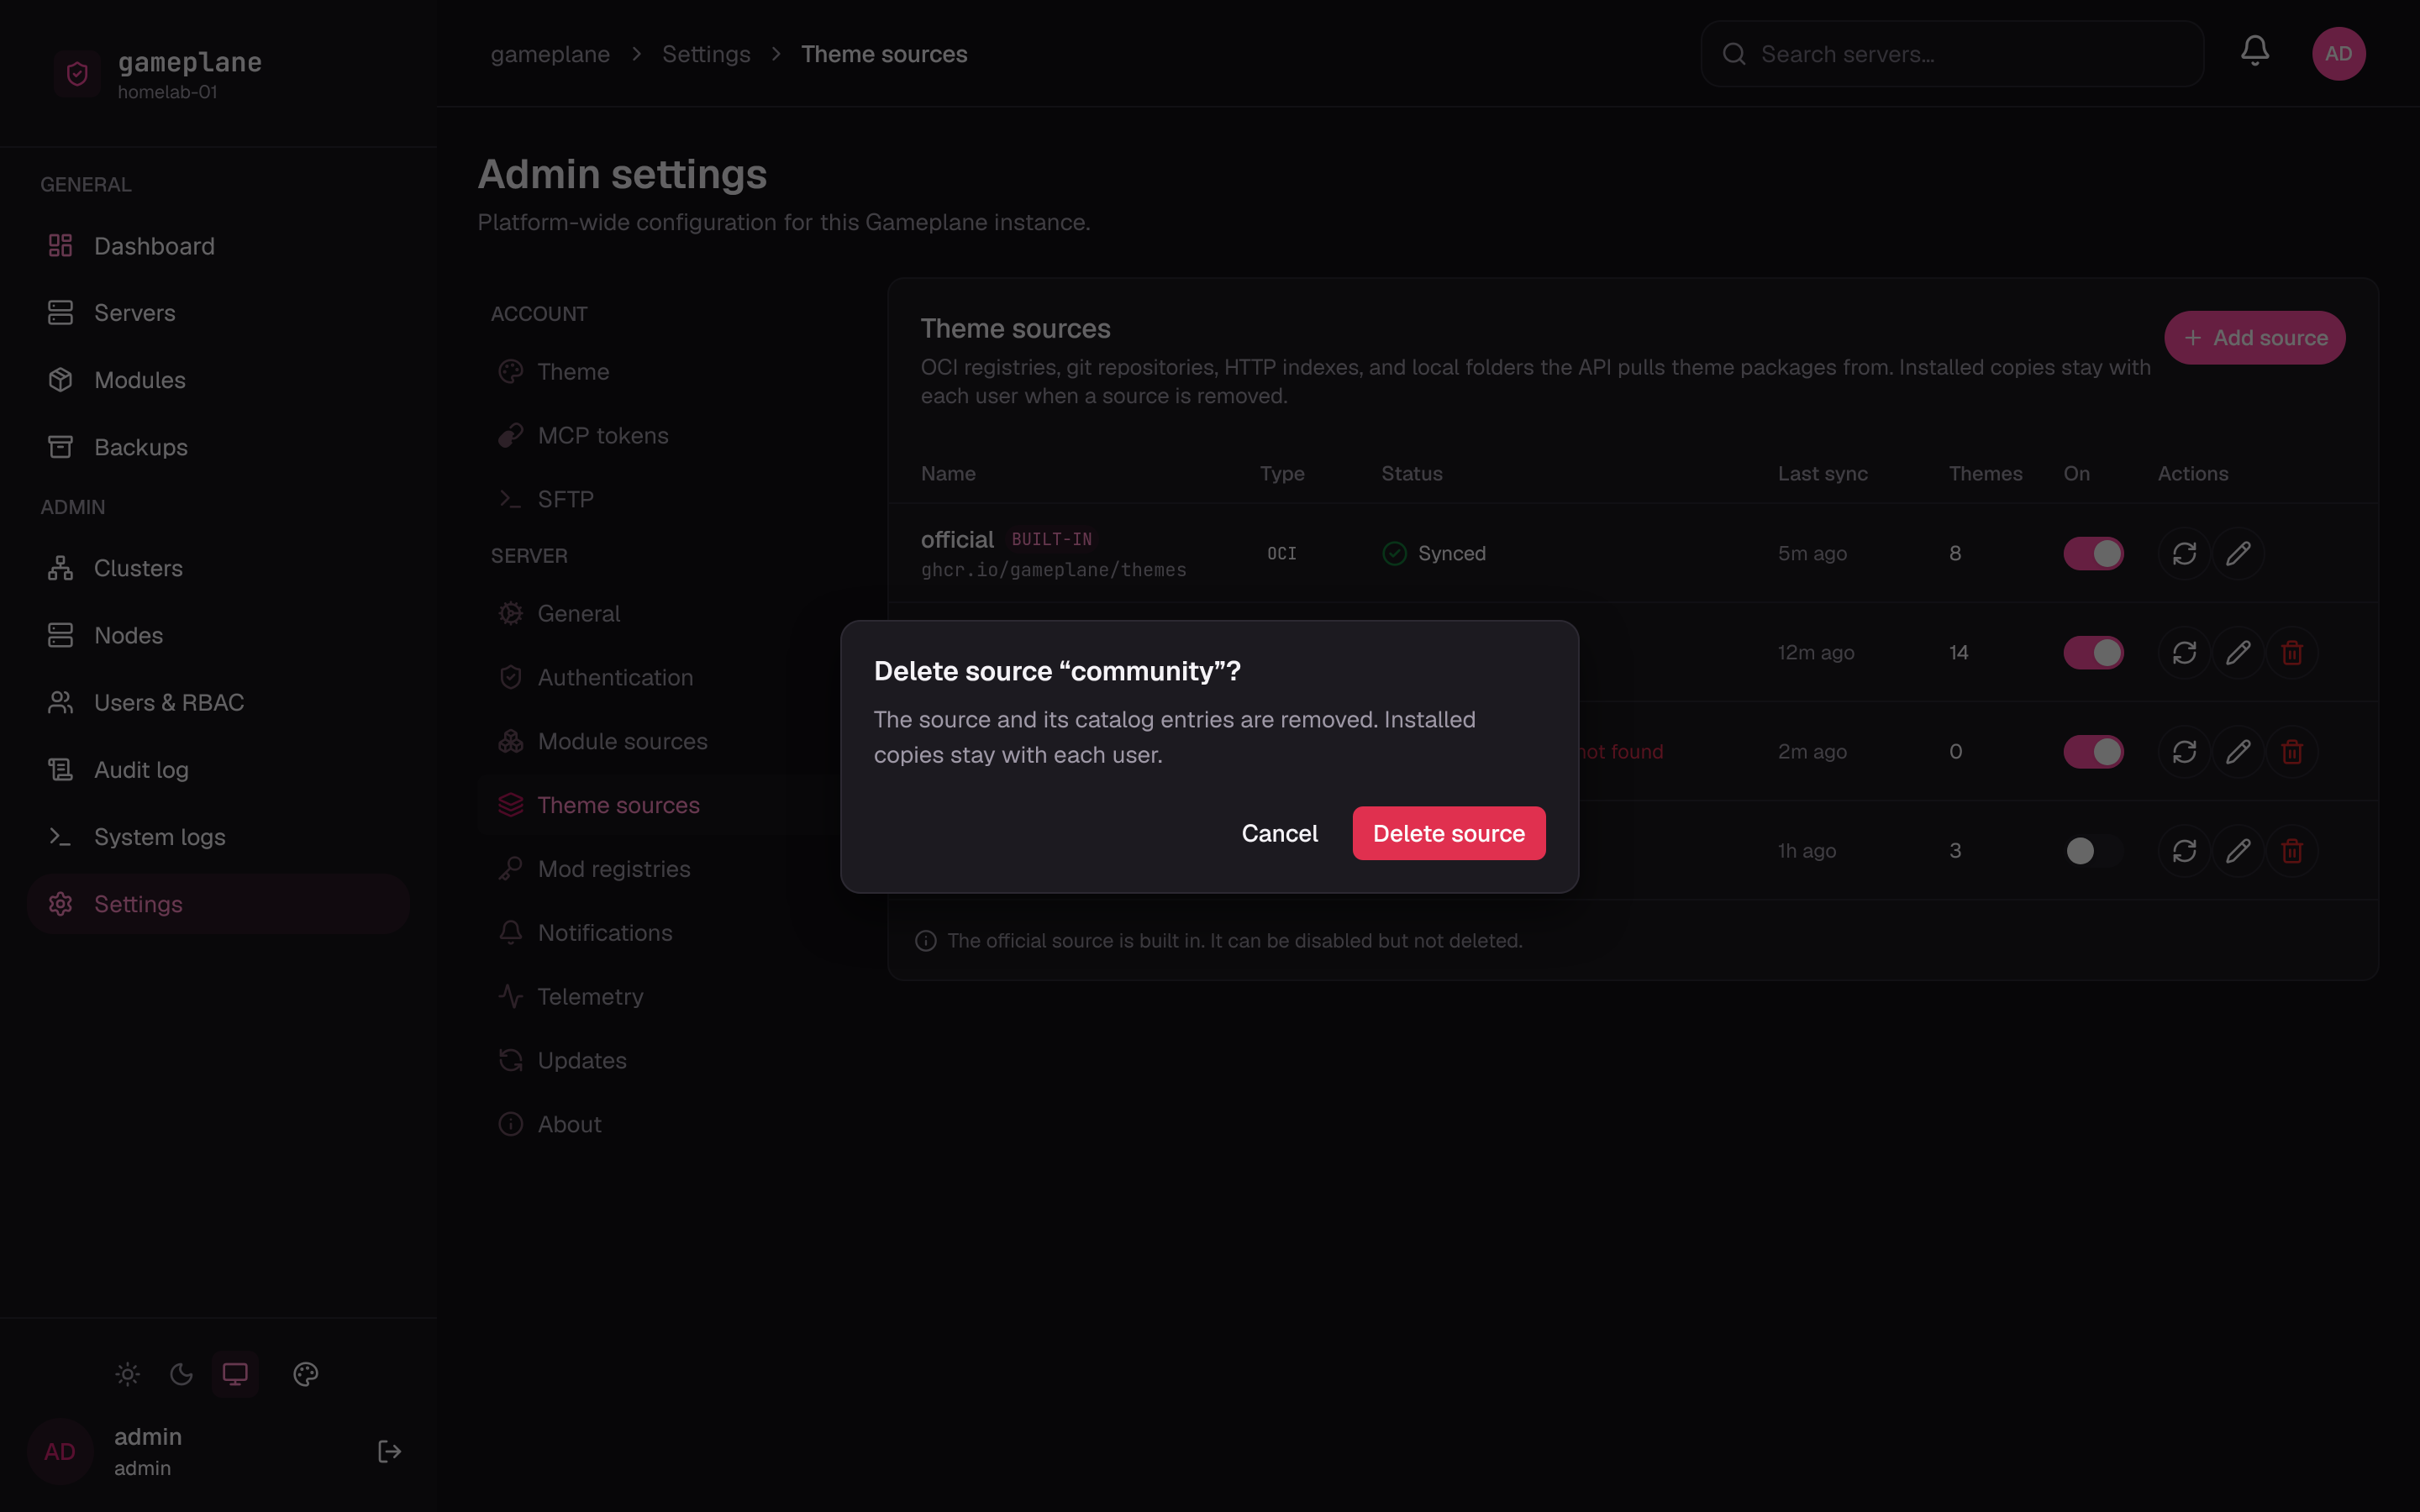 gameplane
homelab-01
GENERAL
Dashboard
Servers
Modules
Backups
ADMIN
Clusters
Nodes
Users & RBAC
Audit log
System logs
Settings
AD
admin
admin
gameplane > Settings > Theme sources
Search servers...
AD
Admin settings
Platform-wide configuration for this Gameplane instance.
ACCOUNT
Theme
MCP tokens
SFTP
SERVER
General
Authentication
Module sources
Theme sources
Mod registries
Notifications
Telemetry
Updates
About
Theme sources
Add source
OCI registries, git repositories, HTTP indexes, and local folders the API pulls theme packages from. Installed copies stay with
each user when a source is removed.
Name Type Status Last sync Themes On Actions
official BUILT-IN
ghcr.io/gameplane/themes
OCI Synced 5m ago 8
12m ago 14
not found 2m ago 0
1h ago 3
The official source is built in. It can be disabled but not deleted.
Delete source “community”?
The source and its catalog entries are removed. Installed
copies stay with each user.
Cancel Delete source